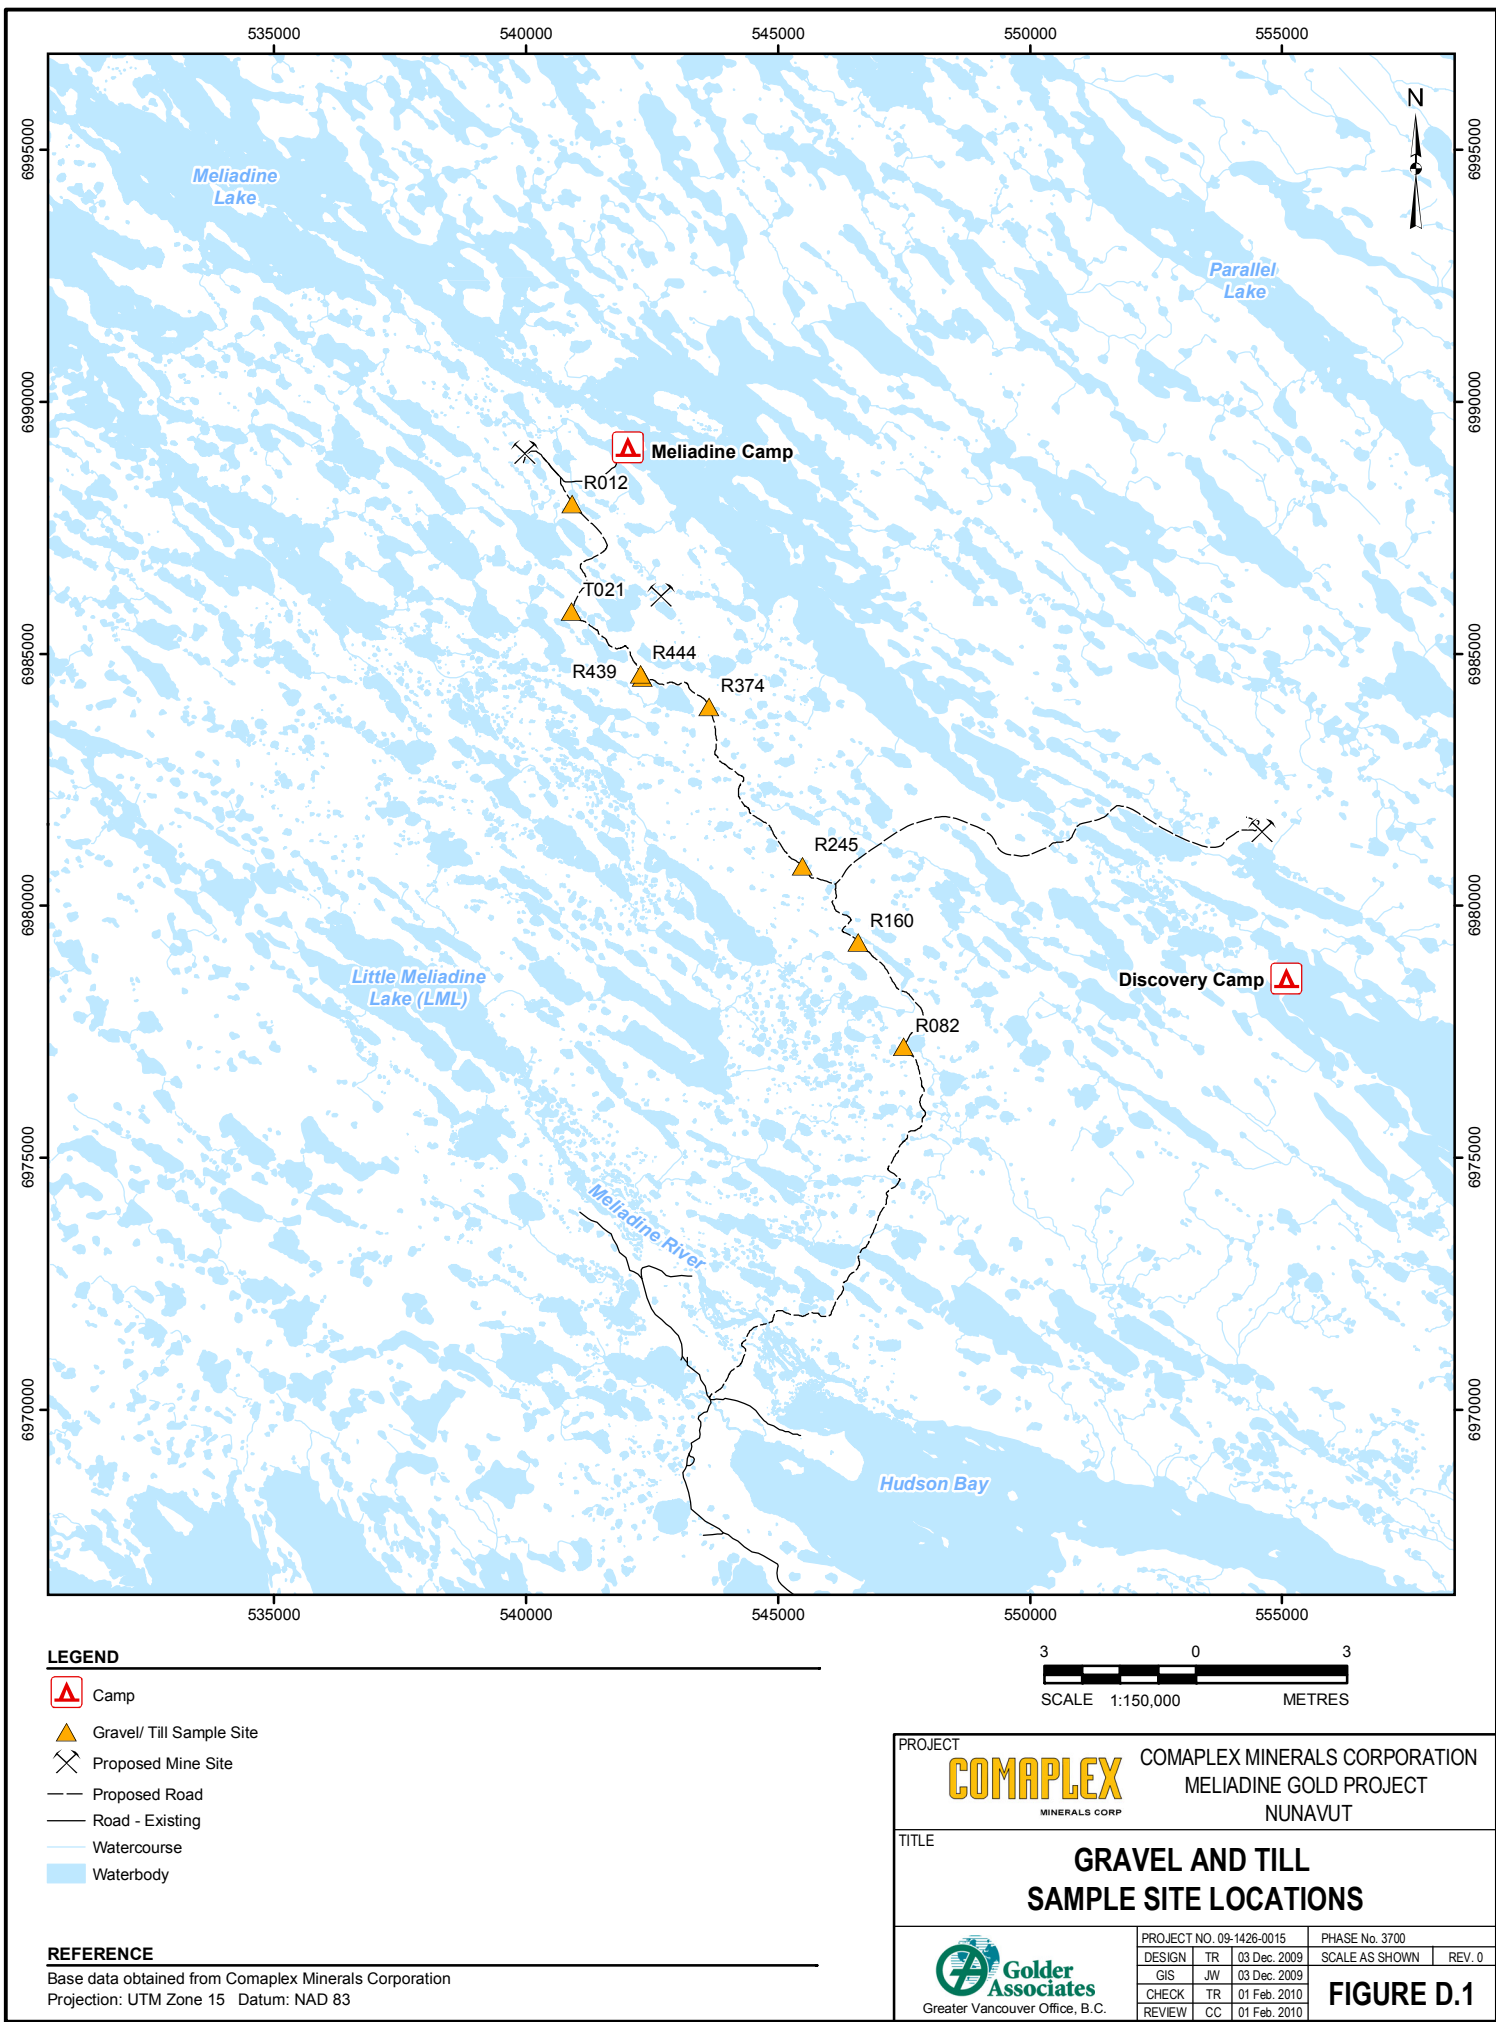 535000 540000 545000 550000 555000
6995000
6990000
6985000
6980000
6975000
6970000
N
6995000
6990000
6985000
6980000
6975000
6970000
Meliadine
Lake
Parallel
Lake
Meliadine Camp
R012
T021
R444
R439
R374
R245
R160
Little Meliadine
Lake (LML)
Discovery Camp
R082
Meliadine River
Hudson Bay
535000 540000 545000 550000 555000
LEGEND
Camp
Gravel/ Till Sample Site
Proposed Mine Site
Proposed Road
Road - Existing
Watercourse
Waterbody
REFERENCE
Base data obtained from Comaplex Minerals Corporation
Projection: UTM Zone 15 Datum: NAD 83
3 0 3
SCALE 1:150,000 METRES
PROJECT
COMAPLEX
MINERALS CORP
COMAPLEX MINERALS CORPORATION
MELIADINE GOLD PROJECT
NUNAVUT
TITLE
GRAVEL AND TILL
SAMPLE SITE LOCATIONS
Golder
Associates
Greater Vancouver Office, B.C.
PROJECT NO. 09-1426-0015 PHASE No. 3700
DESIGN TR 03 Dec. 2009 SCALE AS SHOWN REV. 0
GIS JW 03 Dec. 2009
CHECK TR 01 Feb. 2010
REVIEW CC 01 Feb. 2010
FIGURE D.1